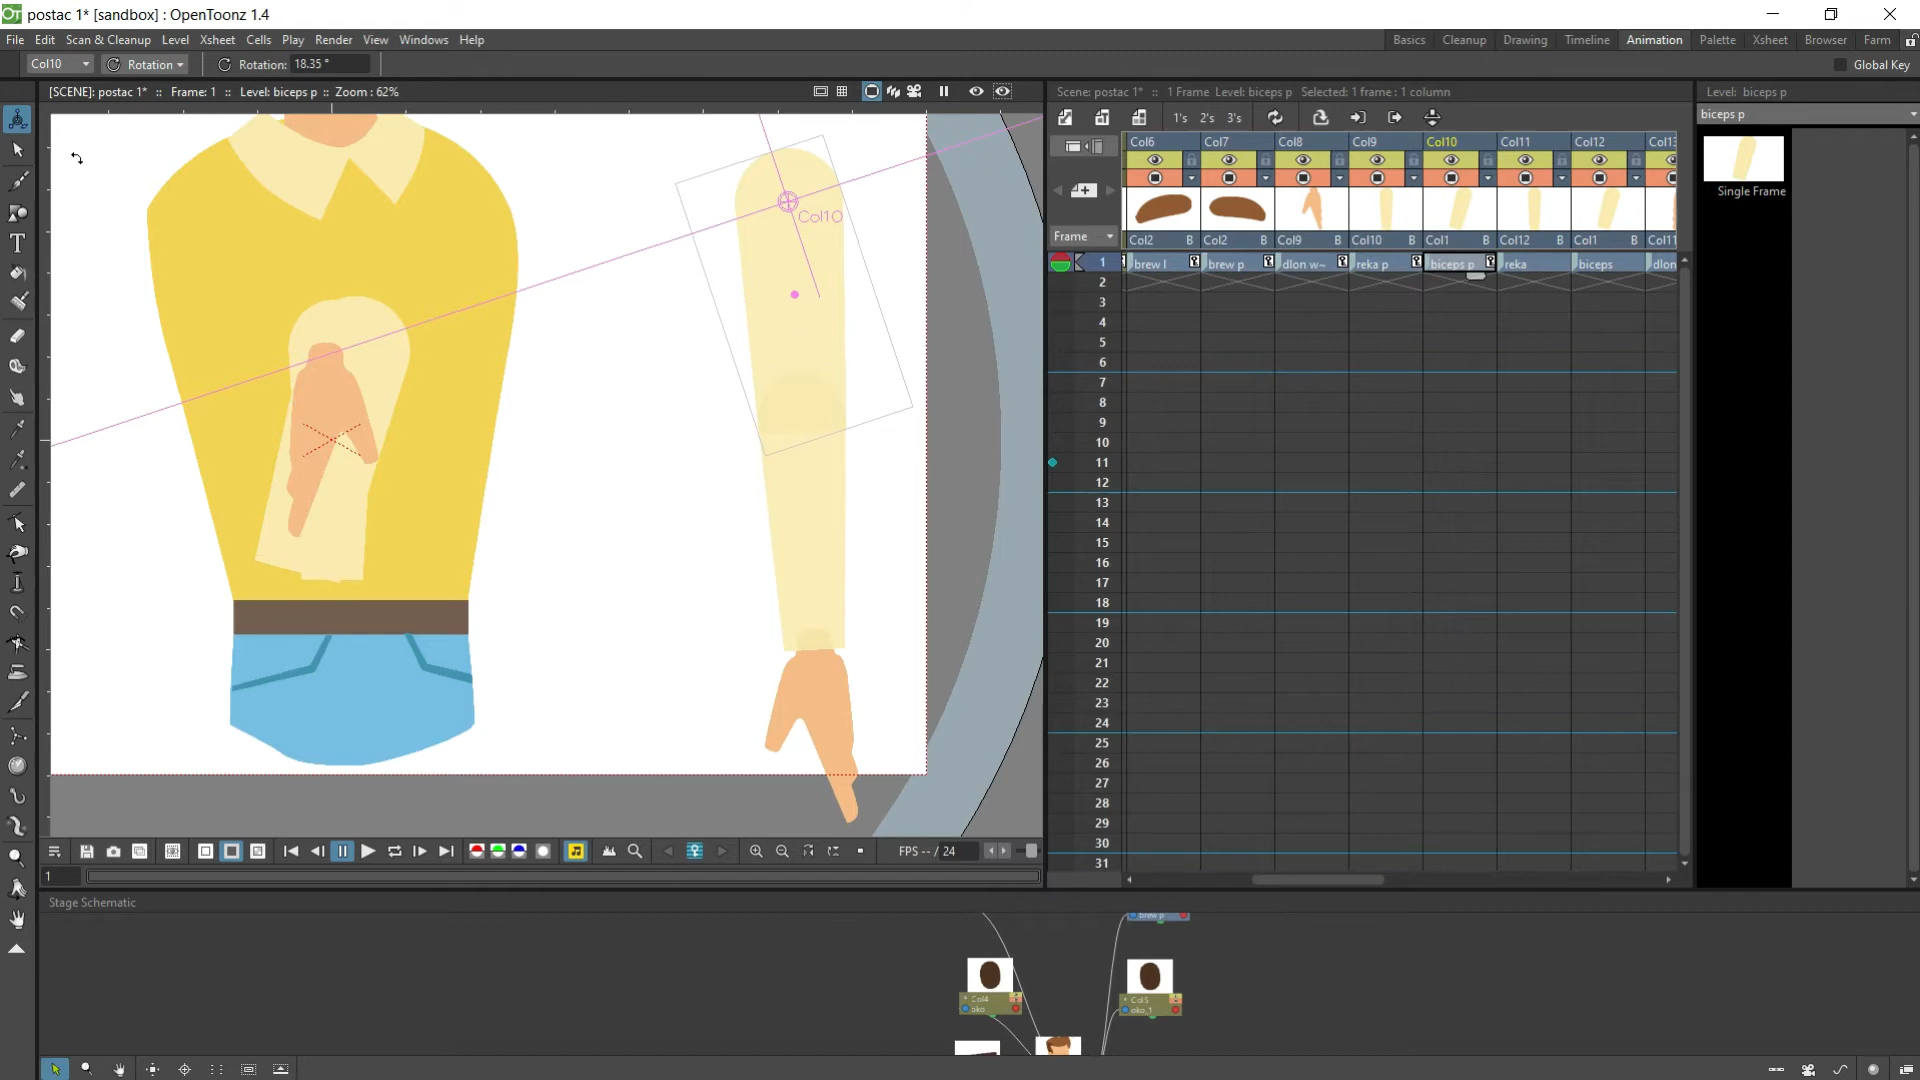 postac 1* [sandbox] : OpenToonz 1.4
File Edit Scan & Cleanup Level Xsheet Cells Play Render View Windows Help
Basics Cleanup Drawing Timeline Animation Palette Xsheet Browser Farm
Col10 Rotation Rotation: 18.35 ° Global Key
[SCENE]: postac 1* :: Frame: 1 :: Level: biceps p :: Zoom : 62%
Scene: postac 1* :: 1 Frame Level: biceps p Selected: 1 frame : 1 column
Level: biceps p
biceps p
1's 2's 3's
Col6 Col7 Col8 Col9 Col10 Col11 Col12 Col13
Single Frame
Col10
Frame
Col2 B Col2 B Col9 B Col10 B Col1 B Col12 B Col1 B Col11
1 brew l brew p dlon w~ reka p biceps p reka biceps dlon
2
3
4
5
6
7
8
9
10
11
12
13
14
15
16
17
18
19
20
21
22
23
24
25
26
27
28
29
30
31
FPS -- / 24
1
Stage Schematic
brew p
Col4
oko
Col5
oko_1